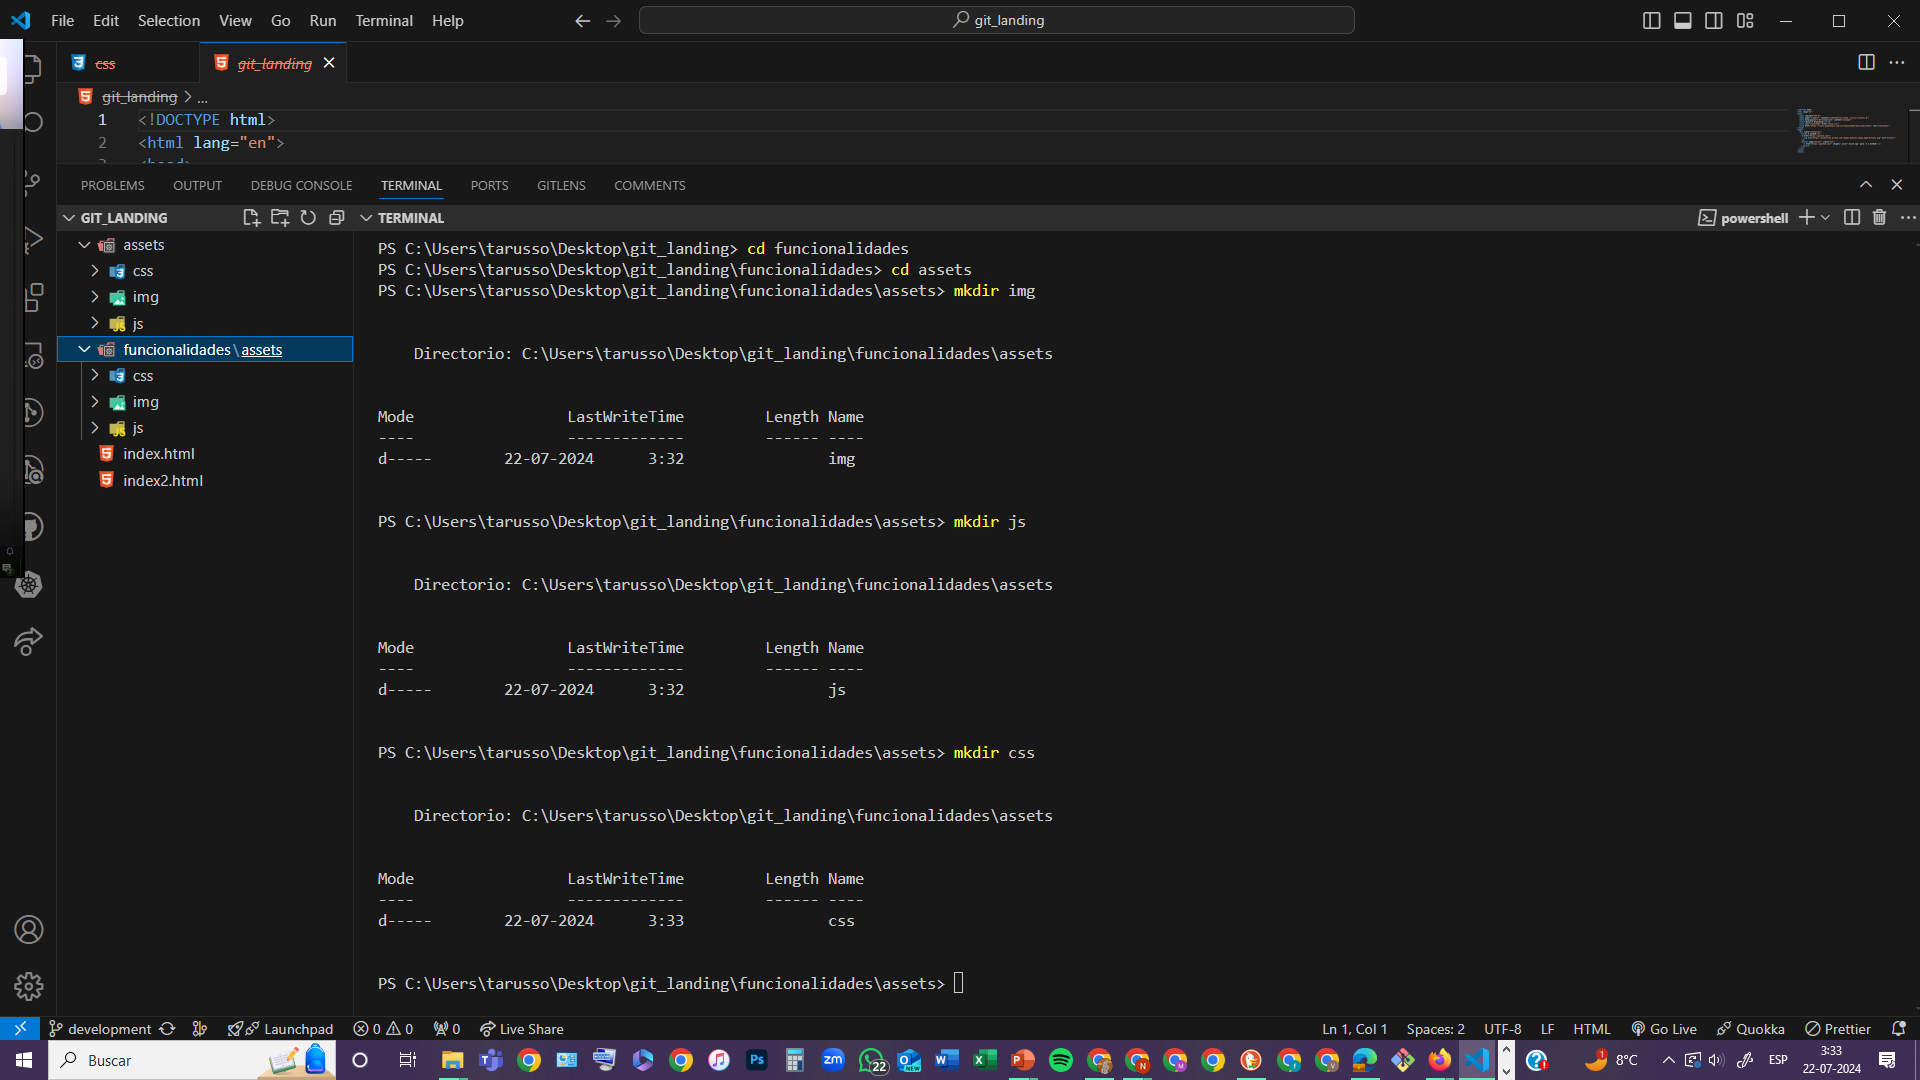 File Edit Selection View Go Run Terminal Help
git_landing
css
git_landing
git_landing > ...
1 <!DOCTYPE html>
2 <html lang="en">
PROBLEMS OUTPUT DEBUG CONSOLE TERMINAL PORTS GITLENS COMMENTS
GIT_LANDING
assets
css
img
js
funcionalidades\assets
css
img
js
index.html
index2.html
TERMINAL
powershell
PS C:\Users\tarusso\Desktop\git_landing> cd funcionalidades
PS C:\Users\tarusso\Desktop\git_landing\funcionalidades> cd assets
PS C:\Users\tarusso\Desktop\git_landing\funcionalidades\assets> mkdir img
Directorio: C:\Users\tarusso\Desktop\git_landing\funcionalidades\assets
Mode LastWriteTime Length Name
---- ------------- ------ ----
d----- 22-07-2024 3:32 img
PS C:\Users\tarusso\Desktop\git_landing\funcionalidades\assets> mkdir js
Directorio: C:\Users\tarusso\Desktop\git_landing\funcionalidades\assets
Mode LastWriteTime Length Name
---- ------------- ------ ----
d----- 22-07-2024 3:32 js
PS C:\Users\tarusso\Desktop\git_landing\funcionalidades\assets> mkdir css
Directorio: C:\Users\tarusso\Desktop\git_landing\funcionalidades\assets
Mode LastWriteTime Length Name
---- ------------- ------ ----
d----- 22-07-2024 3:33 css
PS C:\Users\tarusso\Desktop\git_landing\funcionalidades\assets>
development Launchpad 0 0 0 Live Share Ln 1, Col 1 Spaces: 2 UTF-8 LF HTML Go Live Quokka Prettier
Buscar 22 8°C ESP 3:33
22-07-2024